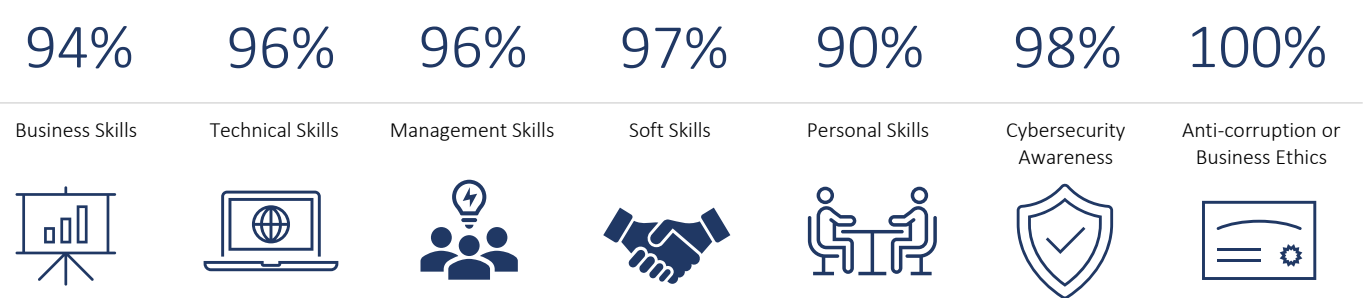 94% 96% 96% 97% 90% 98% 100%
Business Skills Technical Skills Management Skills Soft Skills Personal Skills Cybersecurity Anti-corruption or
Awareness Business Ethics